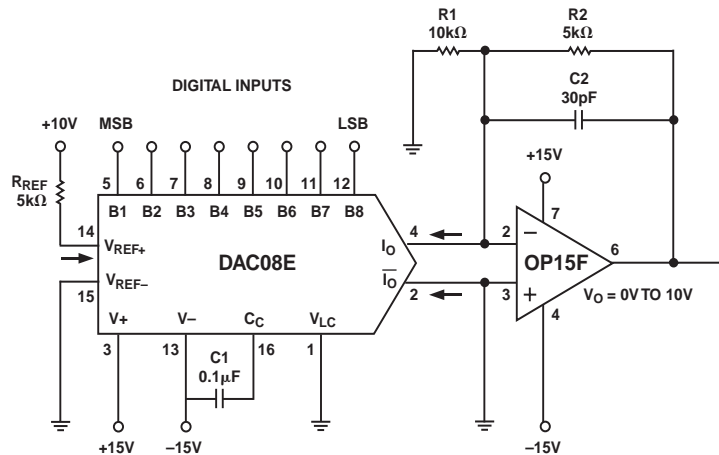 R1
10kΩ
R2
5kΩ
C2
30pF
DIGITAL INPUTS
+10V
MSB
LSB
+15V
RREF
5kΩ
5 6 7 8 9 10 11 12
B1 B2 B3 B4 B5 B6 B7 B8
14
VREF+
DAC08E
IO
4
2
–
7
OP15F
6
VREF–
15
IO
2
3
+
4
VO = 0V TO 10V
V+
V–
CC
VLC
3
13
16
1
C1
0.1μF
+15V
–15V
–15V